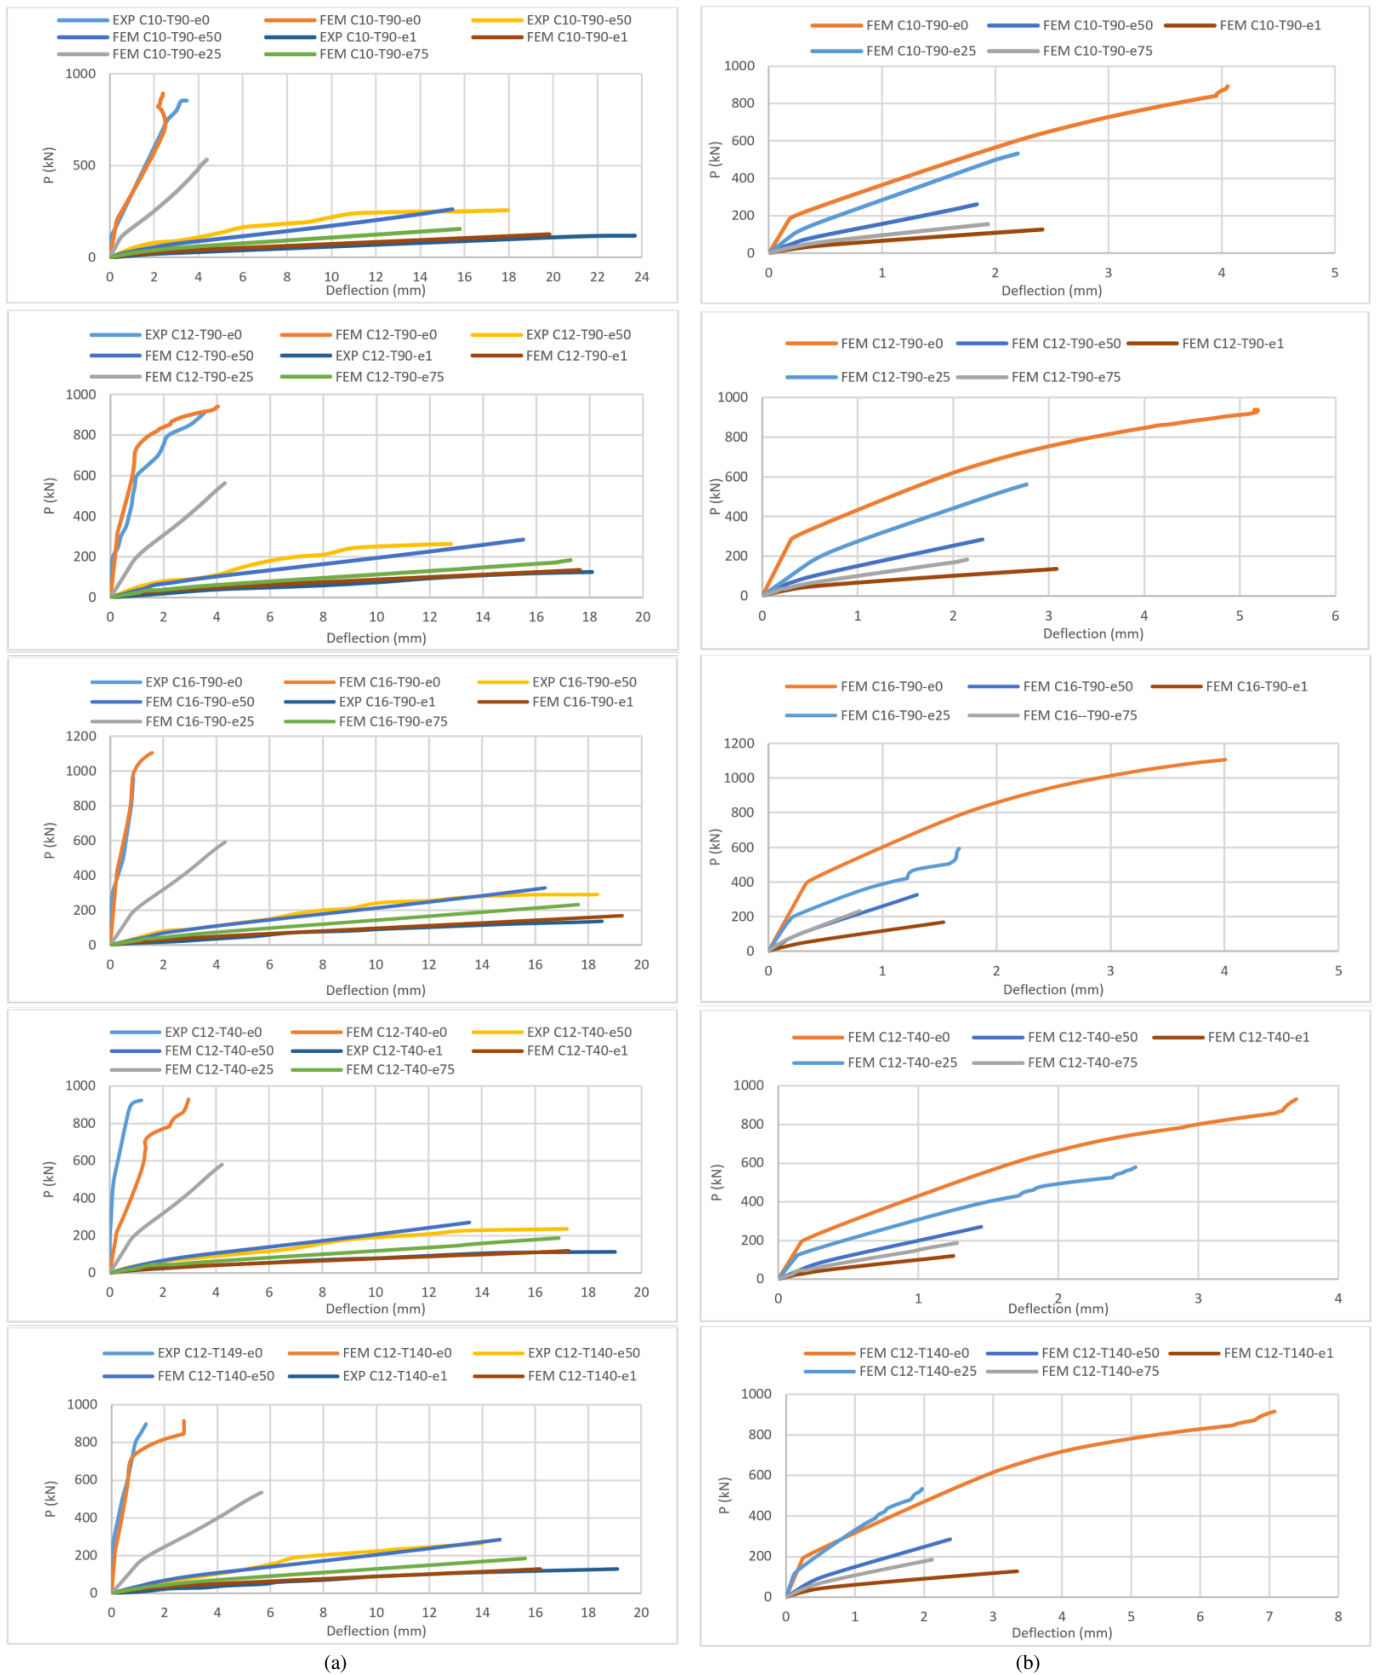 EXP C10-T90-e0 FEM C10-T90-e0 EXP C10-T90-e50
FEM C10-T90-e50 EXP C10-T90-e1 FEM C10-T90-e1
FEM C10-T90-e25 FEM C10-T90-e75
1000
500
0
P (kN)
0 2 4 6 8 10 12 14 16 18 20 22 24
Deflection (mm)
FEM C10-T90-e0 FEM C10-T90-e50 FEM C10-T90-e1
FEM C10-T90-e25 FEM C10-T90-e75
1000
800
600
400
200
0
P (kN)
0 1 2 3 4 5
Deflection (mm)
EXP C12-T90-e0 FEM C12-T90-e0 EXP C12-T90-e50
FEM C12-T90-e50 EXP C12-T90-e1 FEM C12-T90-e1
FEM C12-T90-e25 FEM C12-T90-e75
1000
800
600
400
200
0
P (kN)
0 2 4 6 8 10 12 14 16 18 20
Deflection (mm)
FEM C12-T90-e0 FEM C12-T90-e50 FEM C12-T90-e1
FEM C12-T90-e25 FEM C12-T90-e75
1000
800
600
400
200
0
P (kN)
0 1 2 3 4 5 6
Deflection (mm)
EXP C16-T90-e0 FEM C16-T90-e0 EXP C16-T90-e50
FEM C16-T90-e50 EXP C16-T90-e1 FEM C16-T90-e1
FEM C16-T90-e25 FEM C16-T90-e75
1200
1000
800
600
400
200
0
P (kN)
0 2 4 6 8 10 12 14 16 18 20
Deflection (mm)
FEM C16-T90-e0 FEM C16-T90-e50 FEM C16-T90-e1
FEM C16-T90-e25 FEM C16--T90-e75
1200
1000
800
600
400
200
0
P (kN)
0 1 2 3 4 5
Deflection (mm)
EXP C12-T40-e0 FEM C12-T40-e0 EXP C12-T40-e50
FEM C12-T40-e50 EXP C12-T40-e1 FEM C12-T40-e1
FEM C12-T40-e25 FEM C12-T40-e75
1000
800
600
400
200
0
P (kN)
0 2 4 6 8 10 12 14 16 18 20
Deflection (mm)
FEM C12-T40-e0 FEM C12-T40-e50 FEM C12-T40-e1
FEM C12-T40-e25 FEM C12-T40-e75
1000
800
600
400
200
0
P (kN)
0 1 2 3 4
Deflection (mm)
EXP C12-T149-e0 FEM C12-T140-e0 EXP C12-T140-e50
FEM C12-T140-e50 EXP C12-T140-e1 FEM C12-T140-e1
1000
800
600
400
200
0
P (kN)
0 2 4 6 8 10 12 14 16 18 20
Deflection (mm)
FEM C12-T140-e0 FEM C12-T140-e50 FEM C12-T140-e1
FEM C12-T140-e25 FEM C12-T140-e75
1000
800
600
400
200
0
P (kN)
0 1 2 3 4 5 6 7 8
Deflection (mm)
(a) (b)